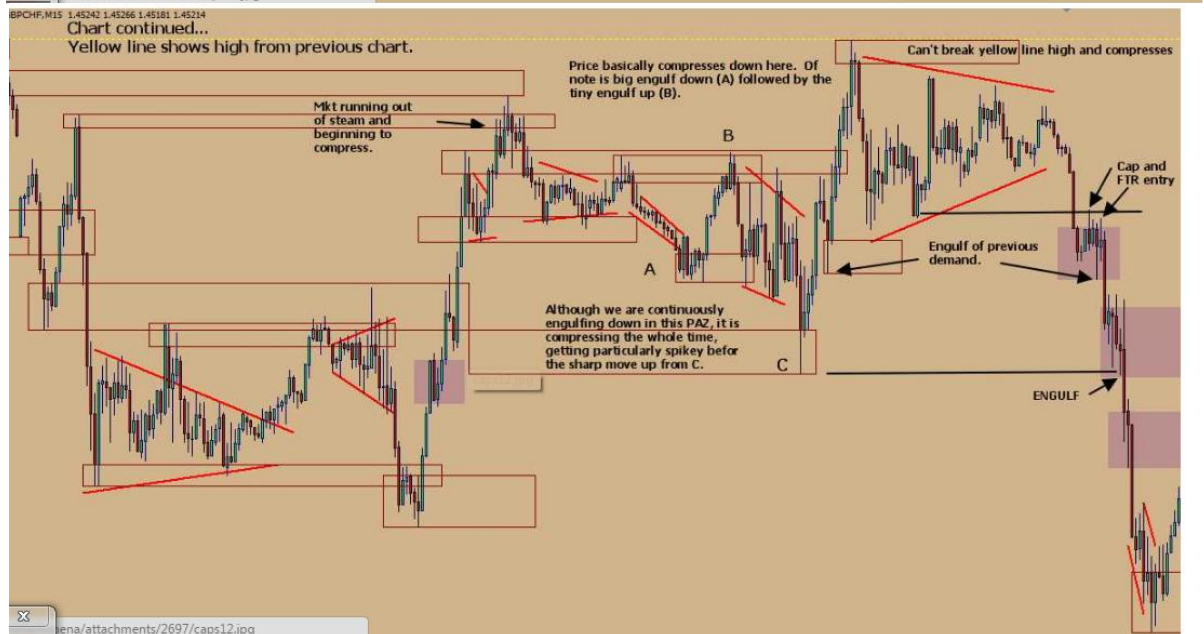 BPCHF,M15 1.45242 1.45266 1.45181 1.45214
Chart continued...
Yellow line shows high from previous chart.
Can't break yellow line high and compresses
Price basically compresses down here. Of
note is big engulf down (A) followed by the
tiny engulf up (B).
Mkt running out
of steam and
beginning to
compress.
B
Cap and
FTR entry
Engulf of previous
demand.
A
Although we are continuously
engulfing down in this PAZ, it is
compressing the whole time,
getting particularly spikey befor
the sharp move up from C.
C
caps12.jpg
ENGULF
x
ena/attachments/2697/caps12.jpg